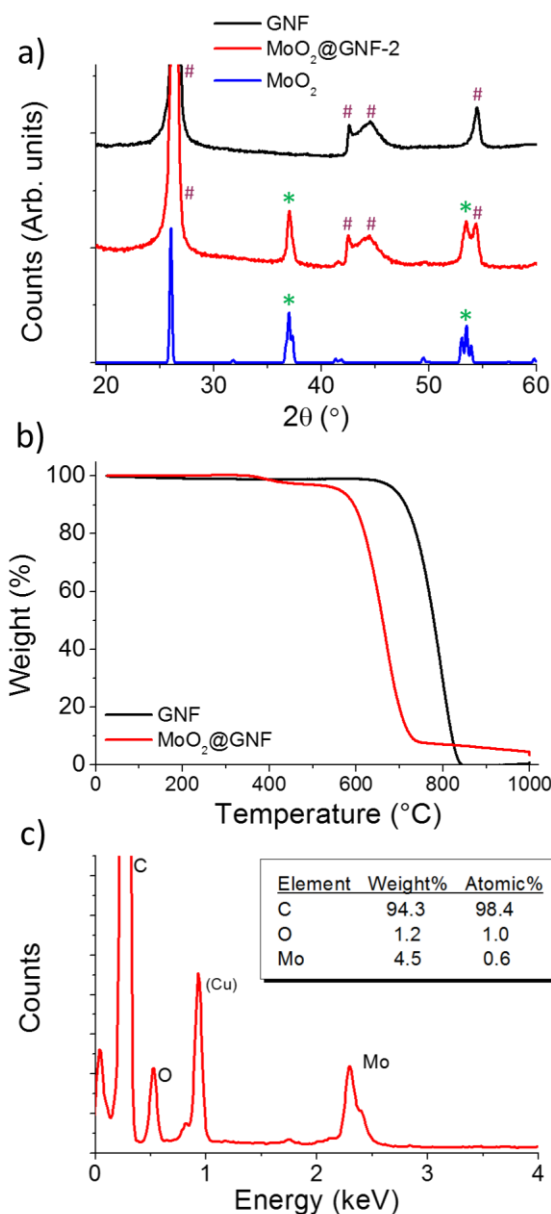 a)
GNF
MoO₂@GNF-2
MoO₂
# # # #
* * #
# # #
* *
Counts (Arb. units)
20 30 40 50 60
2θ (°)
b)
100
80
60
40
20
0
Weight (%)
GNF
MoO₂@GNF
0 200 400 600 800 1000
Temperature (°C)
c)
C
Element Weight% Atomic%
C 94.3 98.4
O 1.2 1.0
Mo 4.5 0.6
(Cu)
O
Mo
Counts
0 1 2 3 4
Energy (keV)